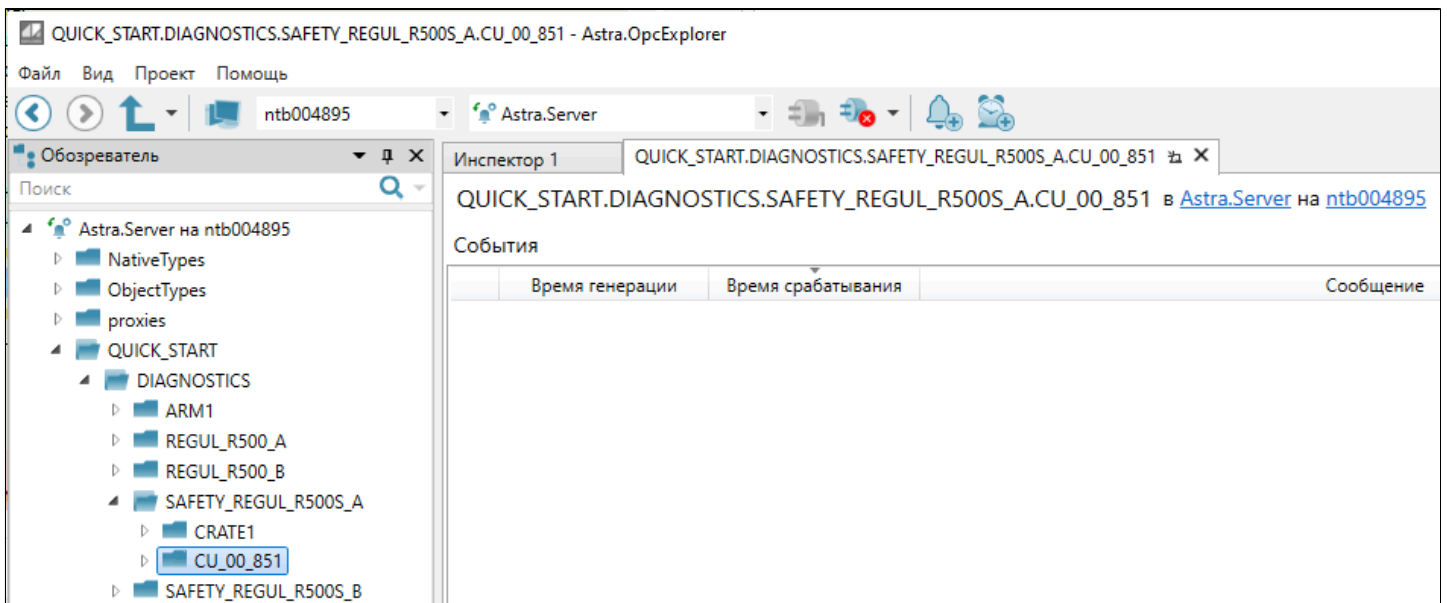 QUICK_START.DIAGNOSTICS.SAFETY_REGUL_R500S_A.CU_00_851 - Astra.OpcExplorer
Файл Вид Проект Помощь
ntb004895 Astra.Server
Обозреватель
Поиск
Astra.Server на ntb004895
NativeTypes
ObjectTypes
proxies
QUICK_START
DIAGNOSTICS
ARM1
REGUL_R500_A
REGUL_R500_B
SAFETY_REGUL_R500S_A
CRATE1
CU_00_851
SAFETY_REGUL_R500S_B
Инспектор 1 QUICK_START.DIAGNOSTICS.SAFETY_REGUL_R500S_A.CU_00_851
QUICK_START.DIAGNOSTICS.SAFETY_REGUL_R500S_A.CU_00_851 в Astra.Server на ntb004895
События
Время генерации Время срабатывания Сообщение